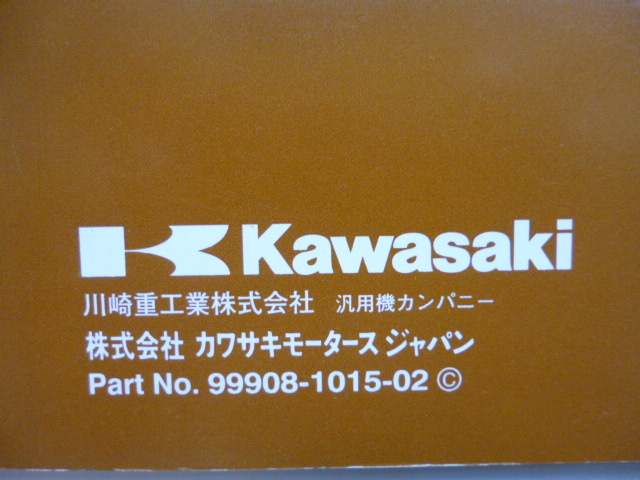 Kawasaki
川崎重工業株式会社 汎用機カンパニー
株式会社 カワサキモータースジャパン
Part No. 99908-1015-02 ©